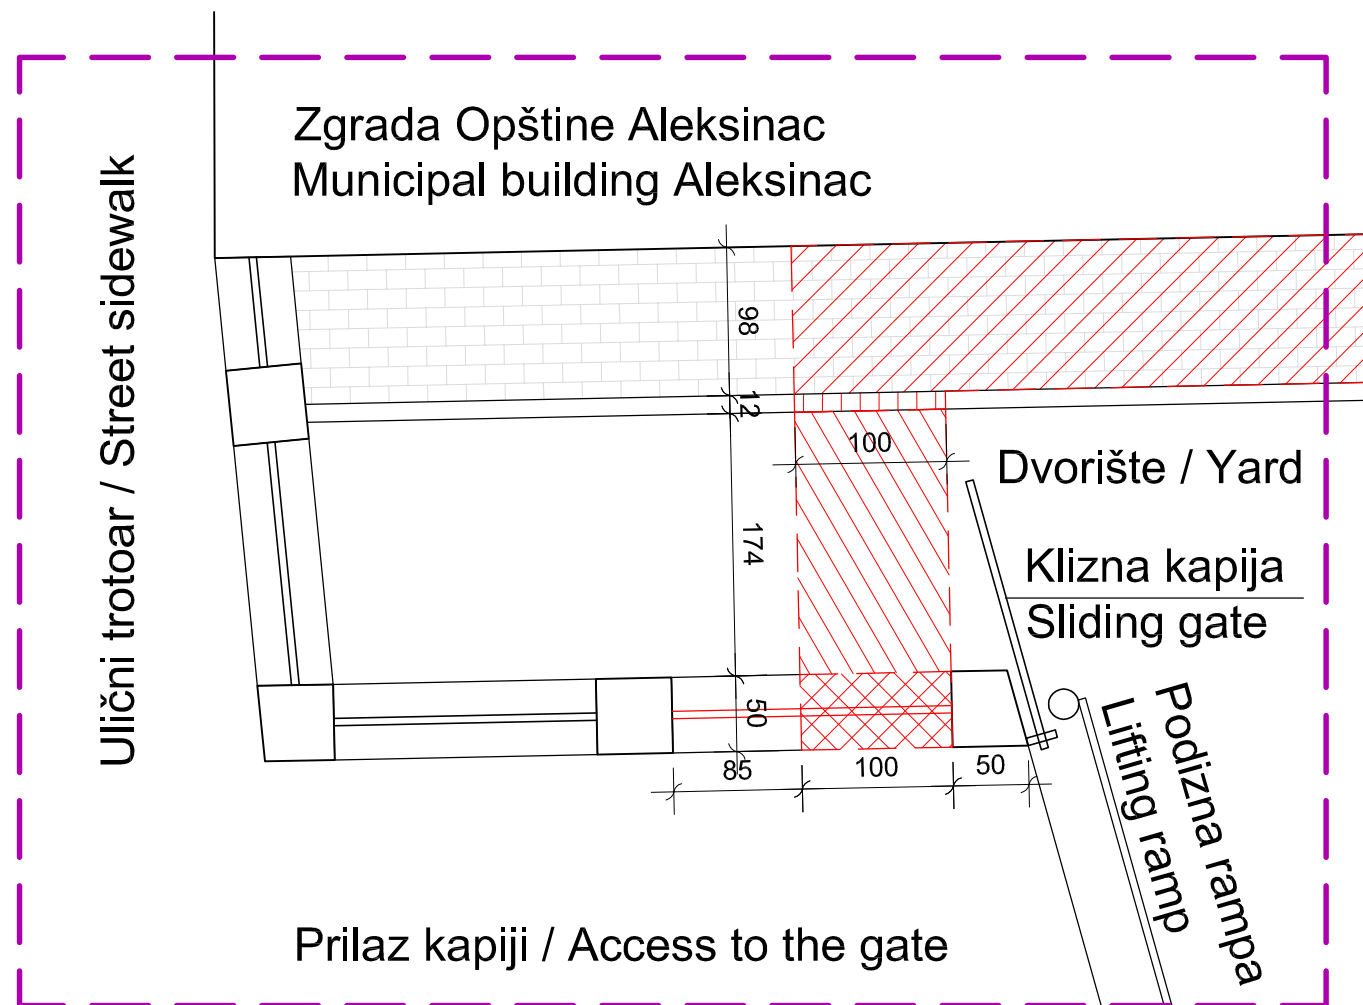 Zgrada Opštine Aleksinac
Municipal building Aleksinac
Ulični trotoar / Street sidewalk
98
12
100
174
Dvorište / Yard
Klizna kapija
Sliding gate
50
85
100
50
Podizna rampa
Lifting ramp
Prilaz kapiji / Access to the gate